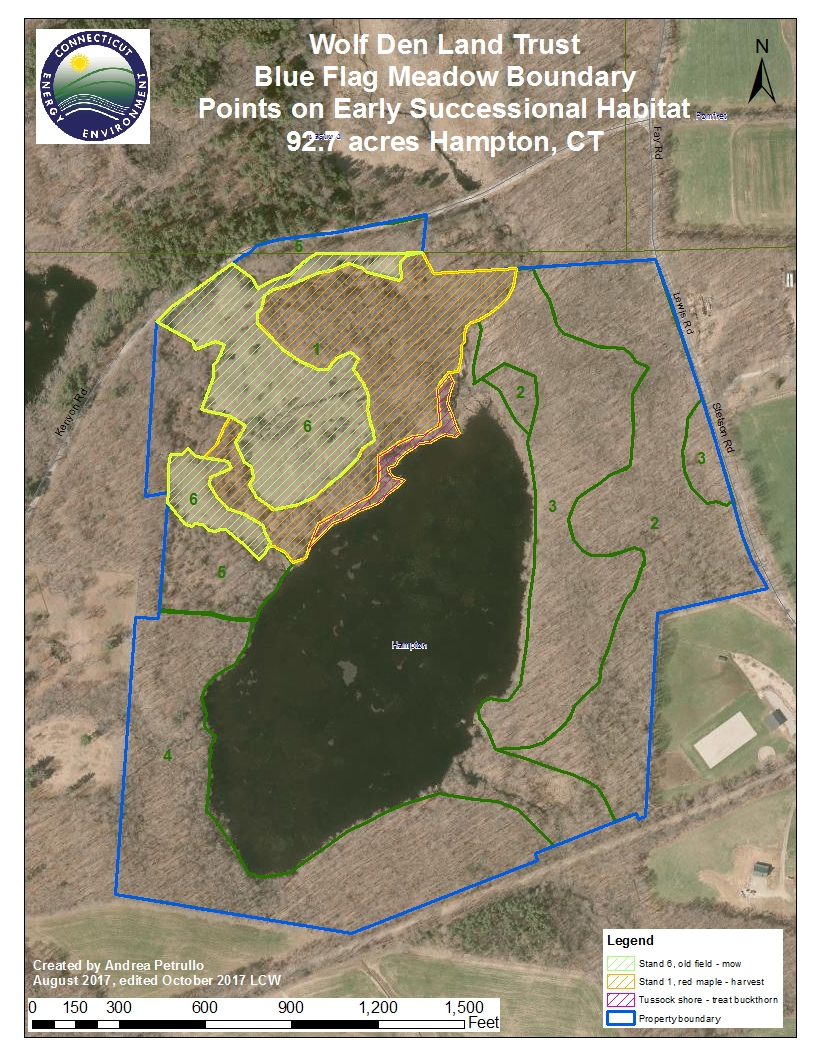 CONNECTICUT
ENERGY
ENVIRONMENT
Wolf Den Land Trust
Blue Flag Meadow Boundary
Points on Early Successional Habitat
92.7 acres Hampton, CT
N
Pomfret
Fay Rd
5
Lewis Rd
1
Kenyon Rd
2
Stetson Rd
6
3
6
3
2
5
Hampton
4
Legend
Stand 6, old field - mow
Stand 1, red maple - harvest
Tussock shore - treat buckthorn
Property boundary
Created by Andrea Petrullo
August 2017, edited October 2017 LCW
0 150 300 600 900 1,200 1,500
Feet